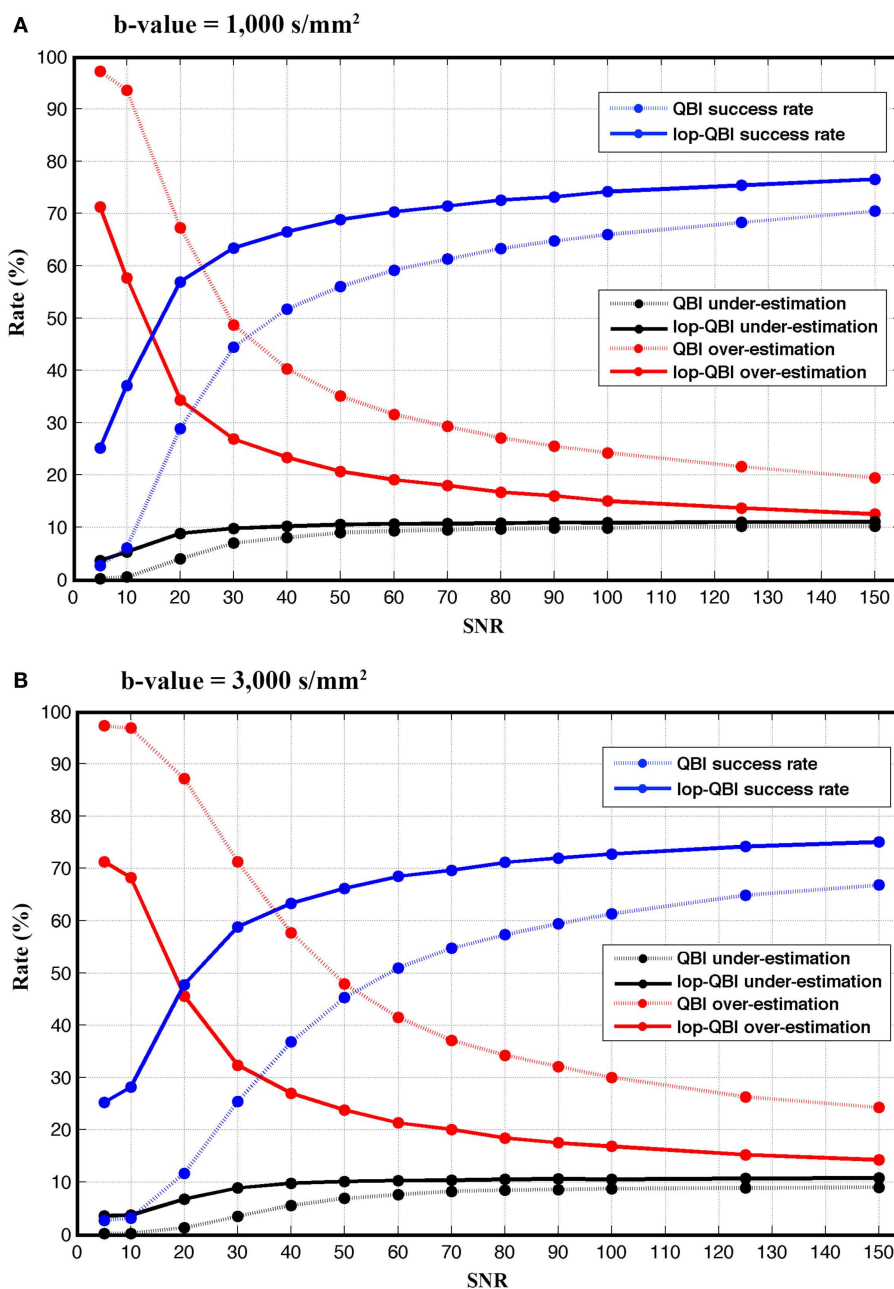 A
b-value = 1,000 s/mm²
100
90
80
70
60
50
40
30
20
10
0
Rate (%)
QBI success rate
lop-QBI success rate
QBI under-estimation
lop-QBI under-estimation
QBI over-estimation
lop-QBI over-estimation
0 10 20 30 40 50 60 70 80 90 100 110 120 130 140 150
SNR
B
b-value = 3,000 s/mm²
100
90
80
70
60
50
40
30
20
10
0
Rate (%)
QBI success rate
lop-QBI success rate
QBI under-estimation
lop-QBI under-estimation
QBI over-estimation
lop-QBI over-estimation
0 10 20 30 40 50 60 70 80 90 100 110 120 130 140 150
SNR